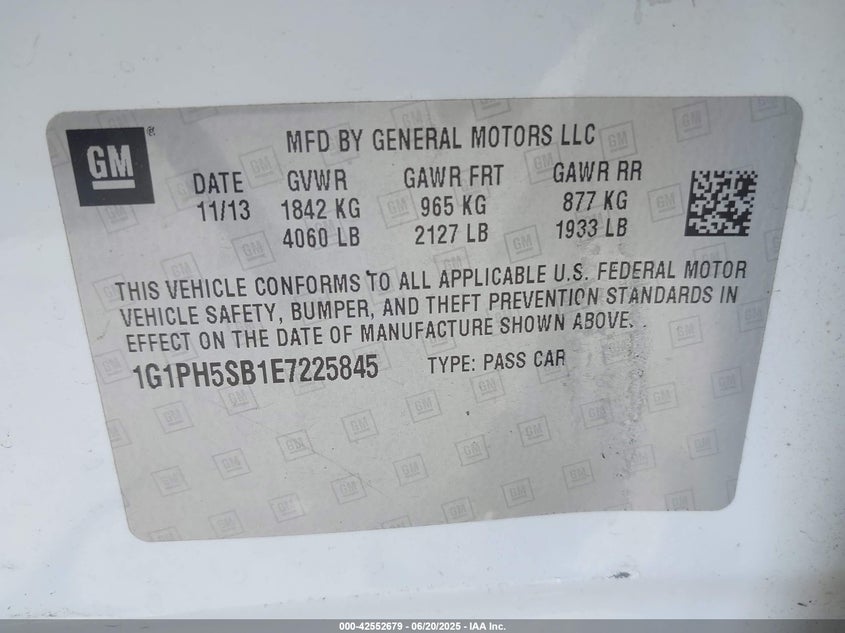 GM®
MFD BY GENERAL MOTORS LLC
DATE GVWR GAWR FRT GAWR RR
11/13 1842 KG 965 KG 877 KG
4060 LB 2127 LB 1933 LB
THIS VEHICLE CONFORMS TO ALL APPLICABLE U.S. FEDERAL MOTOR
VEHICLE SAFETY, BUMPER, AND THEFT PREVENTION STANDARDS IN
EFFECT ON THE DATE OF MANUFACTURE SHOWN ABOVE.
1G1PH5SB1E7225845 TYPE: PASS CAR
000-42552679 - 06/20/2025 - IAA Inc.